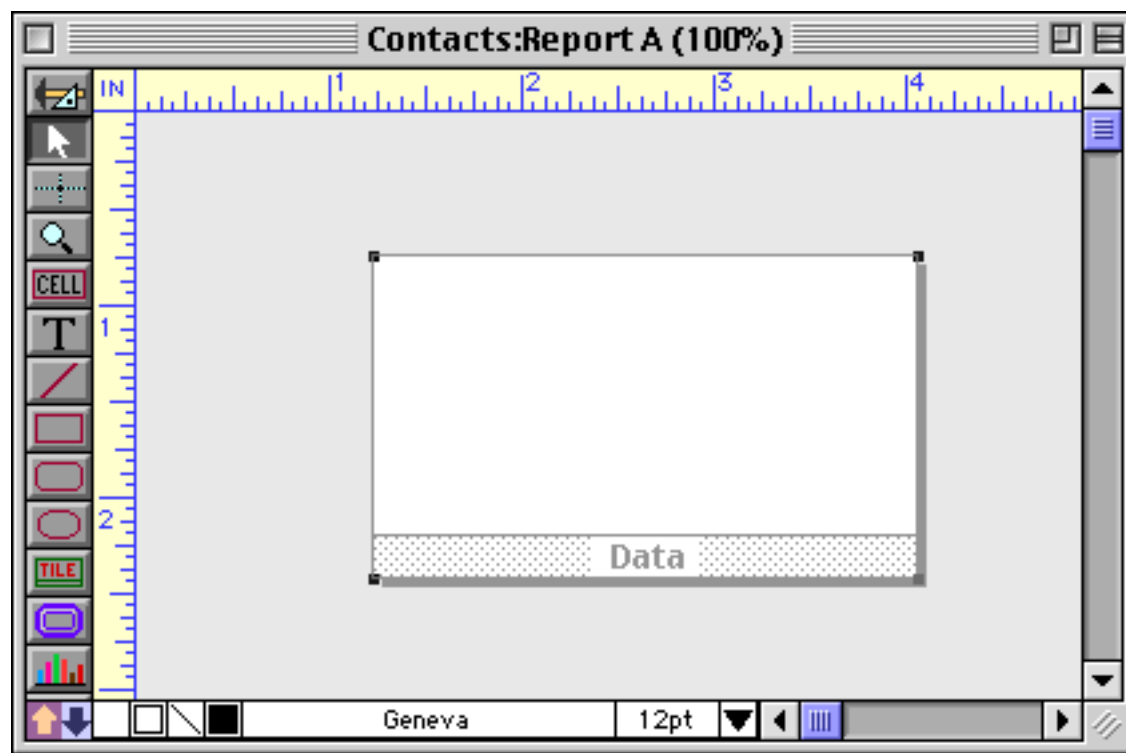 Contacts:Report A (100%)
IN 1 2 3 4
CELL
T
1
2
TILE
Data
Geneva 12pt